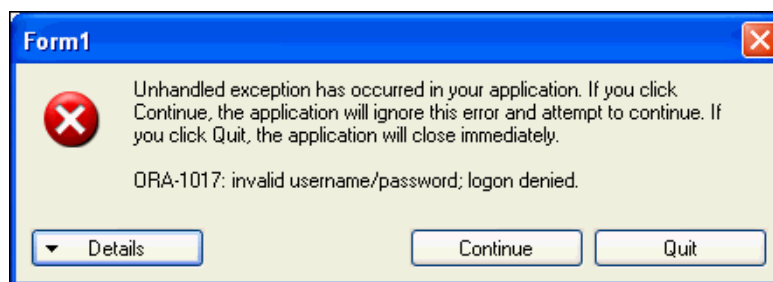 Form1
Unhandled exception has occurred in your application. If you click
Continue, the application will ignore this error and attempt to continue. If
you click Quit, the application will close immediately.
ORA-1017: invalid username/password; logon denied.
Details
Continue
Quit